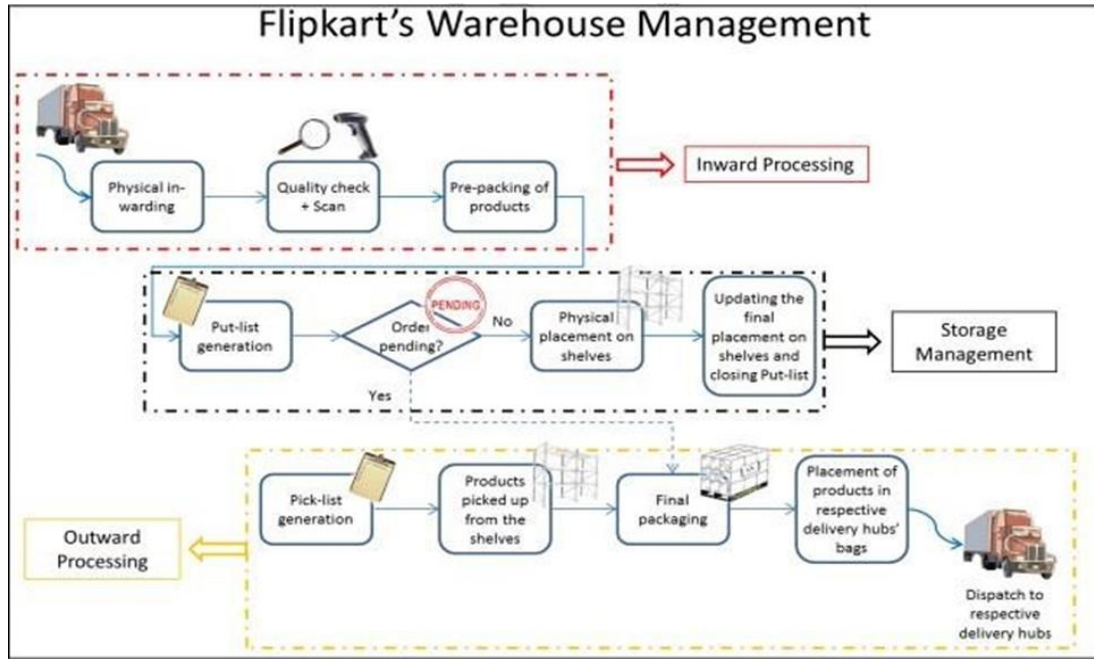 Flipkart's Warehouse Management
Physical in-
warding
Quality check
+ Scan
Pre-packing of
products
Inward Processing
Put-list
generation
Order
pending?
PENDING
No
Yes
Physical
placement on
shelves
Updating the
final
placement on
shelves and
closing Put-list
Storage
Management
Pick-list
generation
Products
picked up
from the
shelves
Final
packaging
Placement of
products in
respective
delivery hubs'
bags
Dispatch to
respective
delivery hubs
Outward
Processing